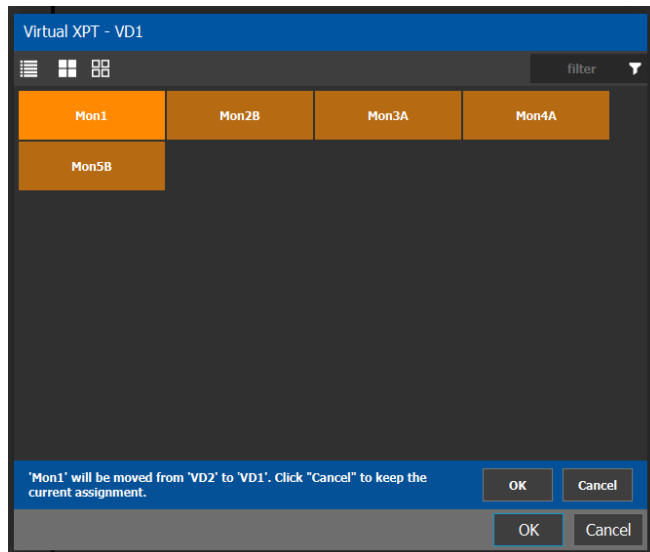 Virtual XPT - VD1
filter
Mon1 Mon2B Mon3A Mon4A
Mon5B
'Mon1' will be moved from 'VD2' to 'VD1'. Click "Cancel" to keep the
current assignment.
OK Cancel
OK Cancel